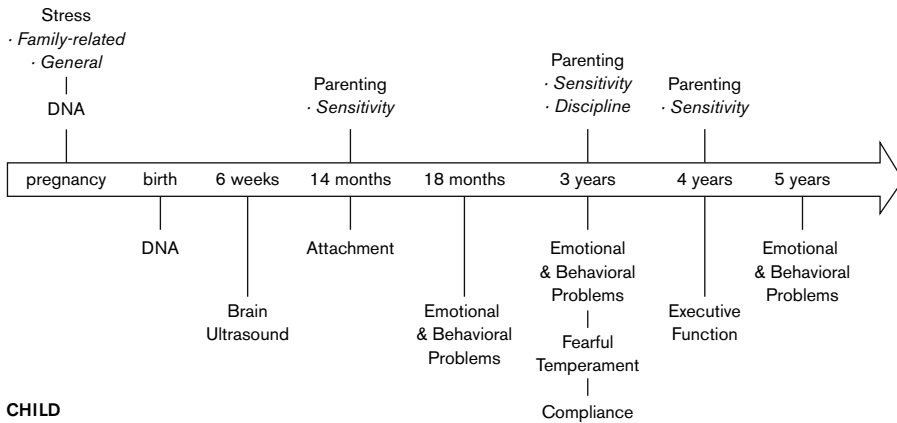 Stress
· Family-related
· General
DNA
Parenting
· Sensitivity
Parenting
· Sensitivity
· Discipline
Parenting
· Sensitivity
pregnancy birth 6 weeks 14 months 18 months 3 years 4 years 5 years
DNA
Brain
Ultrasound
Attachment
Emotional
& Behavioral
Problems
Emotional
& Behavioral
Problems
Fearful
Temperament
Compliance
Executive
Function
Emotional
& Behavioral
Problems
CHILD